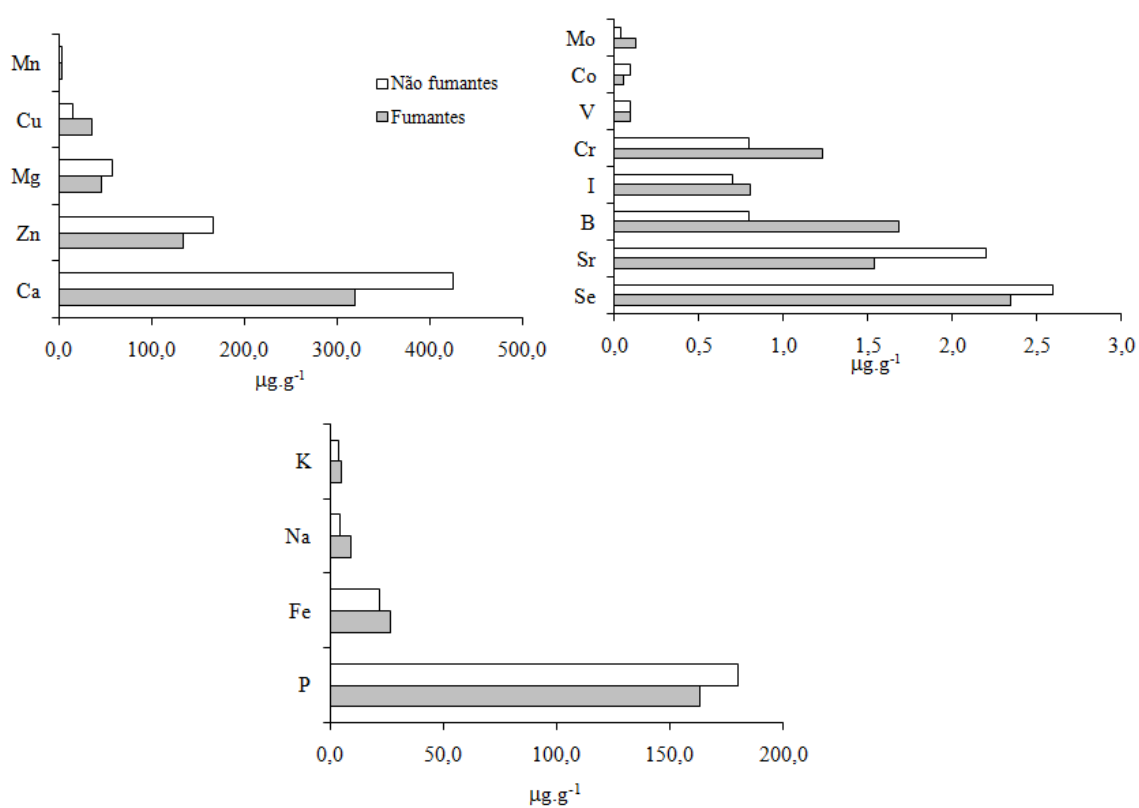 Mn
Cu
Mg
Zn
Ca
Não fumantes
Fumantes
0,0 100,0 200,0 300,0 400,0 500,0
µg.g-1
Mo
Co
V
Cr
I
B
Sr
Se
0,0 0,5 1,0 1,5 2,0 2,5 3,0
µg.g-1
K
Na
Fe
P
0,0 50,0 100,0 150,0 200,0
µg.g-1